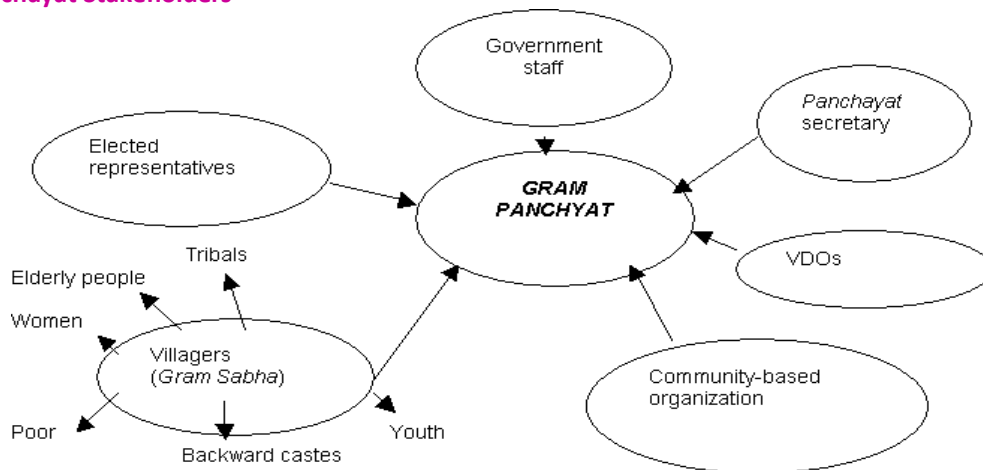 chayat Stakeholders
Government
staff
Panchayat
secretary
Elected
representatives
GRAM
PANCHYAT
Tribals
VDOs
Elderly people
Women
Villagers
(Gram Sabha)
Community-based
organization
Poor
Youth
Backward castes